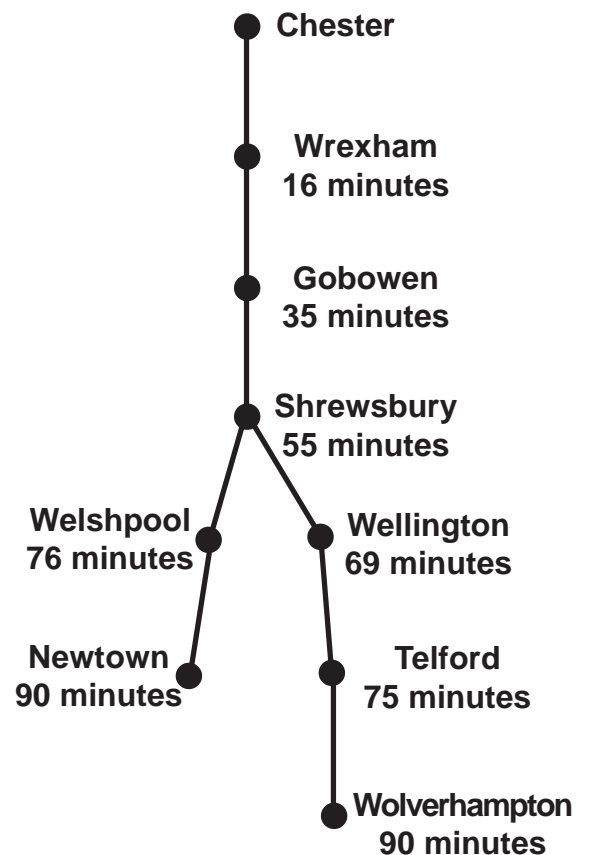 Chester
Wrexham
16 minutes
Gobowen
35 minutes
Shrewsbury
55 minutes
Welshpool
76 minutes
Wellington
69 minutes
Newtown
90 minutes
Telford
75 minutes
Wolverhampton
90 minutes